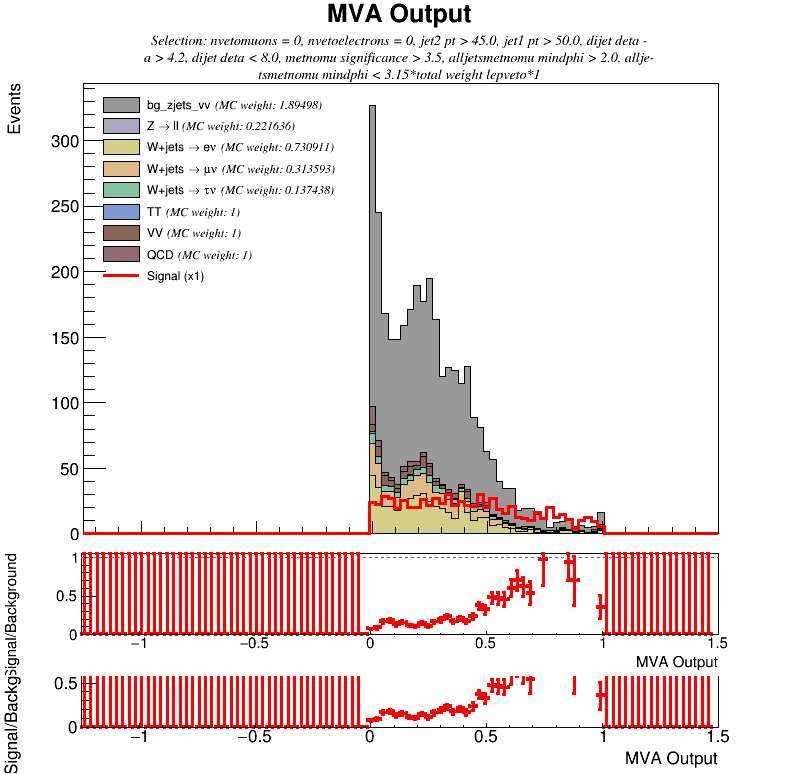 MVA Output
Selection: nvetomuons = 0, nvetoelectrons = 0, jet2 pt > 45.0, jet1 pt > 50.0, dijet deta -
a > 4.2, dijet deta < 8.0, metnomu significance > 3.5, alljetsmetnomu mindphi > 2.0, allje-
tsmetnomu mindphi < 3.15*total weight lepveto*1
Events
bg_zjets_vv (MC weight: 1.89498)
Z → ll (MC weight: 0.221636)
W+jets → eν (MC weight: 0.730911)
W+jets → μν (MC weight: 0.313593)
W+jets → τν (MC weight: 0.137438)
TT (MC weight: 1)
VV (MC weight: 1)
QCD (MC weight: 1)
Signal (x1)
300
250
200
150
100
50
0
Signal/Background
1
0.5
0
−1 −0.5 0 0.5 1 1.5
MVA Output
Signal/Backg
0.5
0
−1 −0.5 0 0.5 1 1.5
MVA Output